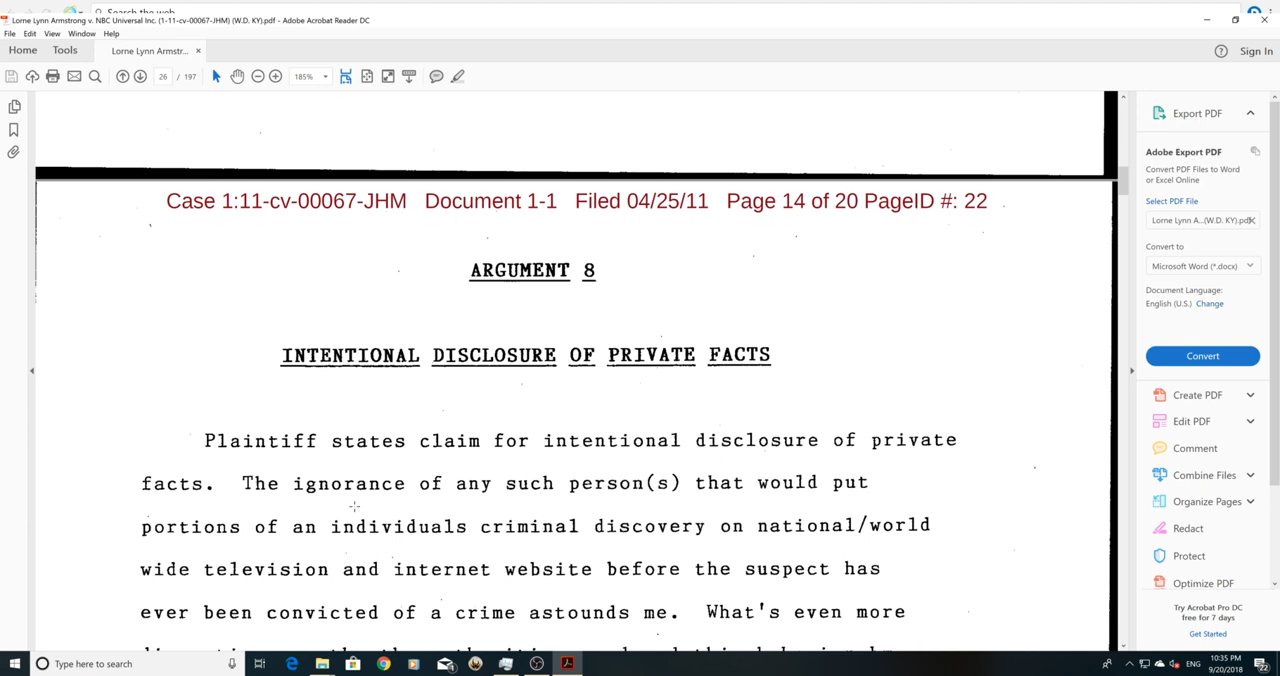 Search the web
Lorne Lynn Armstrong v. NBC Universal Inc. (1-11-cv-00067-JHM) (W.D. KY).pdf - Adobe Acrobat Reader DC
File Edit View Window Help
Home Tools Lorne Lynn Armstr... × Sign In
26 / 197 185%
Case 1:11-cv-00067-JHM Document 1-1 Filed 04/25/11 Page 14 of 20 PageID #: 22
ARGUMENT 8
INTENTIONAL DISCLOSURE OF PRIVATE FACTS
Plaintiff states claim for intentional disclosure of private
facts. The ignorance of any such person(s) that would put
portions of an individuals criminal discovery on national/world
wide television and internet website before the suspect has
ever been convicted of a crime astounds me. What's even more
Export PDF
Adobe Export PDF
Convert PDF Files to Word
or Excel Online
Select PDF File
Lorne Lynn A...(W.D. KY).pdf
Convert to
Microsoft Word (*.docx)
Document Language:
English (U.S.) Change
Convert
Create PDF
Edit PDF
Comment
Combine Files
Organize Pages
Redact
Protect
Optimize PDF
Try Acrobat Pro DC
free for 7 days
Get Started
Type here to search
ENG
10:35 PM
9/20/2018
22